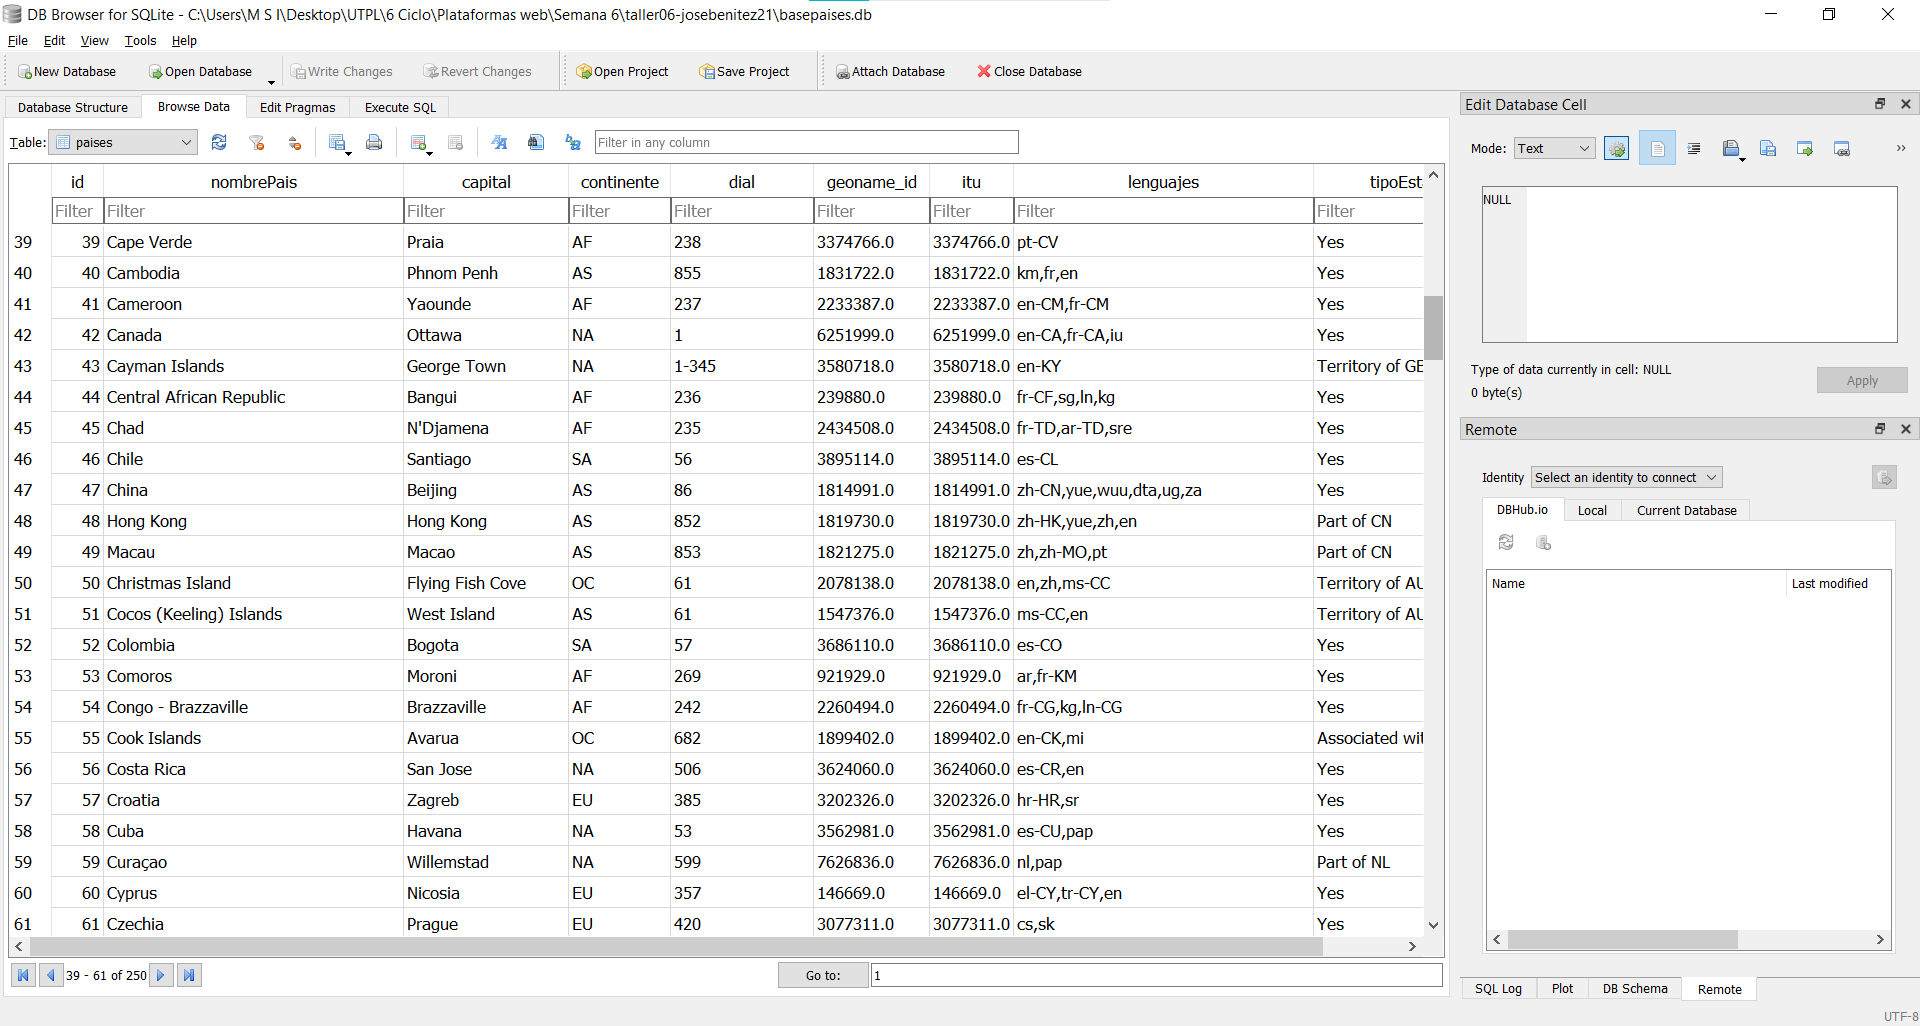 DB Browser for SQLite - C:\Users\M S I\Desktop\UTPL\6 Ciclo\Plataformas web\Semana 6\taller06-josebenitez21\basepaises.db
File Edit View Tools Help
New Database Open Database Write Changes Revert Changes Open Project Save Project Attach Database Close Database
Database Structure Browse Data Edit Pragmas Execute SQL
Table: paises Filter in any column
id nombrePais capital continente dial geoname_id itu lenguajes tipoEsta
Filter Filter Filter Filter Filter Filter Filter Filter Filter
39 39 Cape Verde Praia AF 238 3374766.0 3374766.0 pt-CV Yes
40 40 Cambodia Phnom Penh AS 855 1831722.0 1831722.0 km,fr,en Yes
41 41 Cameroon Yaounde AF 237 2233387.0 2233387.0 en-CM,fr-CM Yes
42 42 Canada Ottawa NA 1 6251999.0 6251999.0 en-CA,fr-CA,iu Yes
43 43 Cayman Islands George Town NA 1-345 3580718.0 3580718.0 en-KY Territory of GB
44 44 Central African Republic Bangui AF 236 239880.0 239880.0 fr-CF,sg,ln,kg Yes
45 45 Chad N'Djamena AF 235 2434508.0 2434508.0 fr-TD,ar-TD,sre Yes
46 46 Chile Santiago SA 56 3895114.0 3895114.0 es-CL Yes
47 47 China Beijing AS 86 1814991.0 1814991.0 zh-CN,yue,wuu,dta,ug,za Yes
48 48 Hong Kong Hong Kong AS 852 1819730.0 1819730.0 zh-HK,yue,zh,en Part of CN
49 49 Macau Macao AS 853 1821275.0 1821275.0 zh,zh-MO,pt Part of CN
50 50 Christmas Island Flying Fish Cove OC 61 2078138.0 2078138.0 en,zh,ms-CC Territory of AU
51 51 Cocos (Keeling) Islands West Island AS 61 1547376.0 1547376.0 ms-CC,en Territory of AU
52 52 Colombia Bogota SA 57 3686110.0 3686110.0 es-CO Yes
53 53 Comoros Moroni AF 269 921929.0 921929.0 ar,fr-KM Yes
54 54 Congo - Brazzaville Brazzaville AF 242 2260494.0 2260494.0 fr-CG,kg,ln-CG Yes
55 55 Cook Islands Avarua OC 682 1899402.0 1899402.0 en-CK,mi Associated wit
56 56 Costa Rica San Jose NA 506 3624060.0 3624060.0 es-CR,en Yes
57 57 Croatia Zagreb EU 385 3202326.0 3202326.0 hr-HR,sr Yes
58 58 Cuba Havana NA 53 3562981.0 3562981.0 es-CU,pap Yes
59 59 Curaçao Willemstad NA 599 7626836.0 7626836.0 nl,pap Part of NL
60 60 Cyprus Nicosia EU 357 146669.0 146669.0 el-CY,tr-CY,en Yes
61 61 Czechia Prague EU 420 3077311.0 3077311.0 cs,sk Yes
39 - 61 of 250 Go to: 1
Edit Database Cell
Mode: Text
NULL
Type of data currently in cell: NULL
0 byte(s)
Apply
Remote
Identity Select an identity to connect
DBHub.io Local Current Database
Name Last modified
SQL Log Plot DB Schema Remote
UTF-8